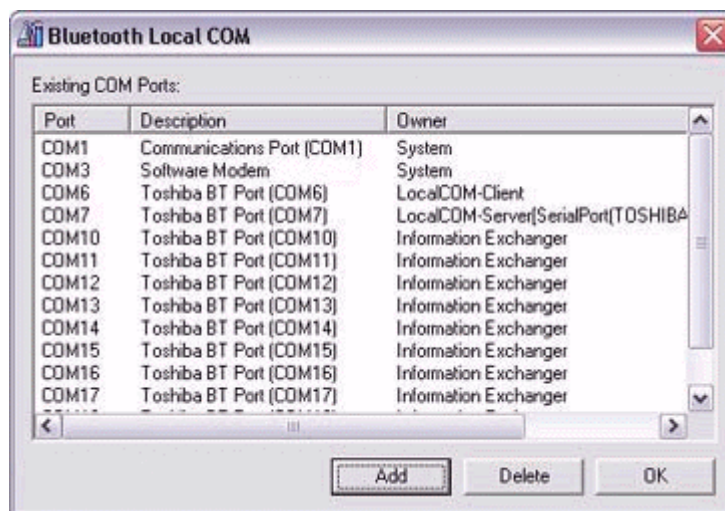 Bluetooth Local COM
Existing COM Ports:
Port Description Owner
COM1 Communications Port (COM1) System
COM3 Software Modem System
COM6 Toshiba BT Port (COM6) LocalCOM-Client
COM7 Toshiba BT Port (COM7) LocalCOM-Server(SerialPort(TOSHIBA
COM10 Toshiba BT Port (COM10) Information Exchanger
COM11 Toshiba BT Port (COM11) Information Exchanger
COM12 Toshiba BT Port (COM12) Information Exchanger
COM13 Toshiba BT Port (COM13) Information Exchanger
COM14 Toshiba BT Port (COM14) Information Exchanger
COM15 Toshiba BT Port (COM15) Information Exchanger
COM16 Toshiba BT Port (COM16) Information Exchanger
COM17 Toshiba BT Port (COM17) Information Exchanger
Add Delete OK